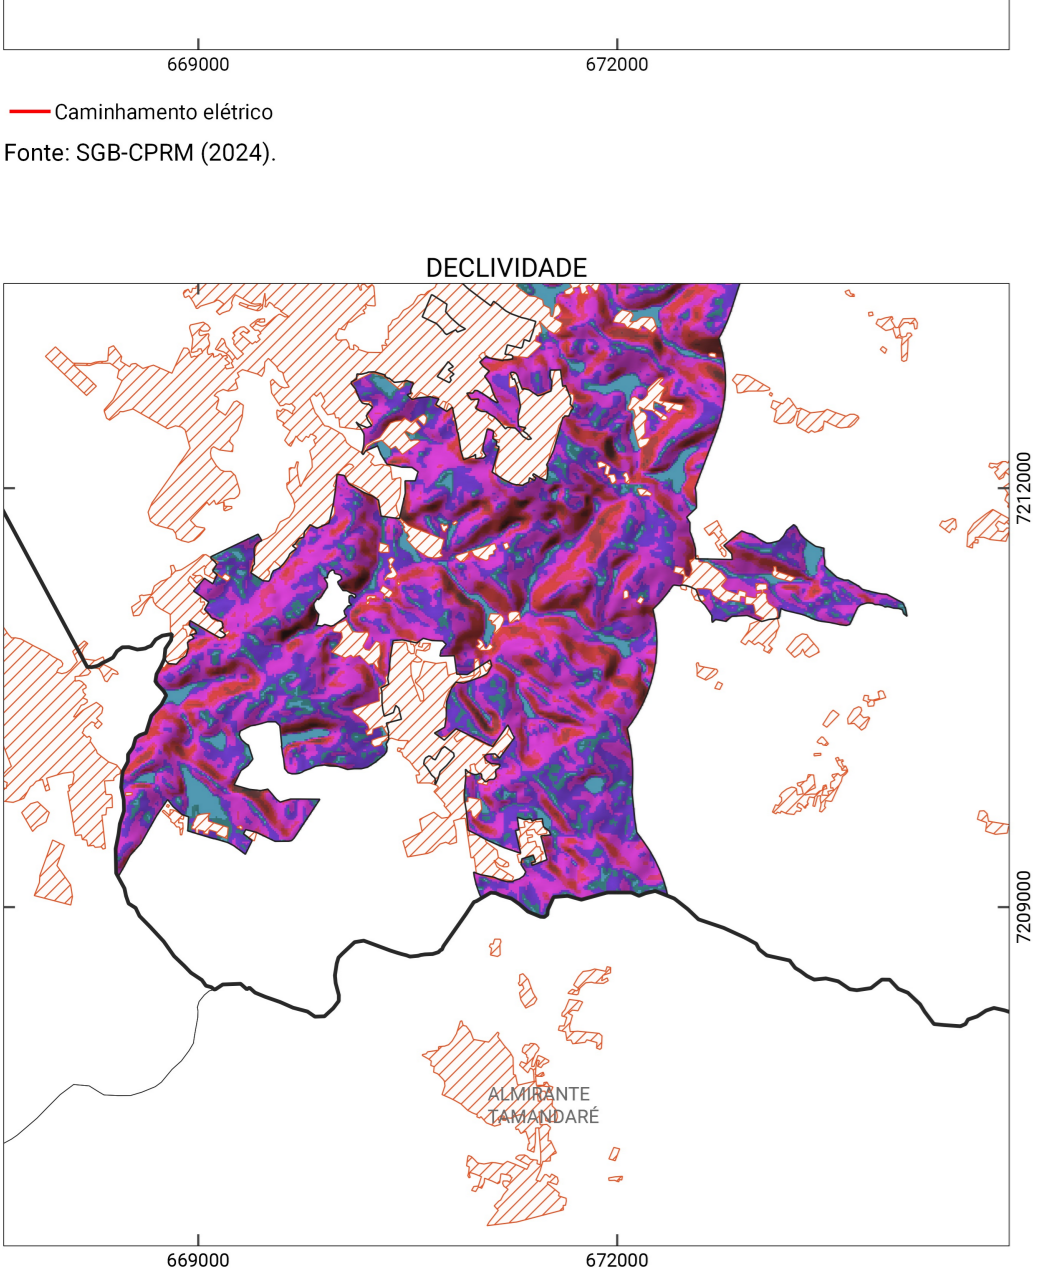 669000
672000
Caminhamento elétrico
Fonte: SGB-CPRM (2024).
DECLIVIDADE
7212000
7209000
ALMIRANTE
TAMANDARÉ
669000
672000